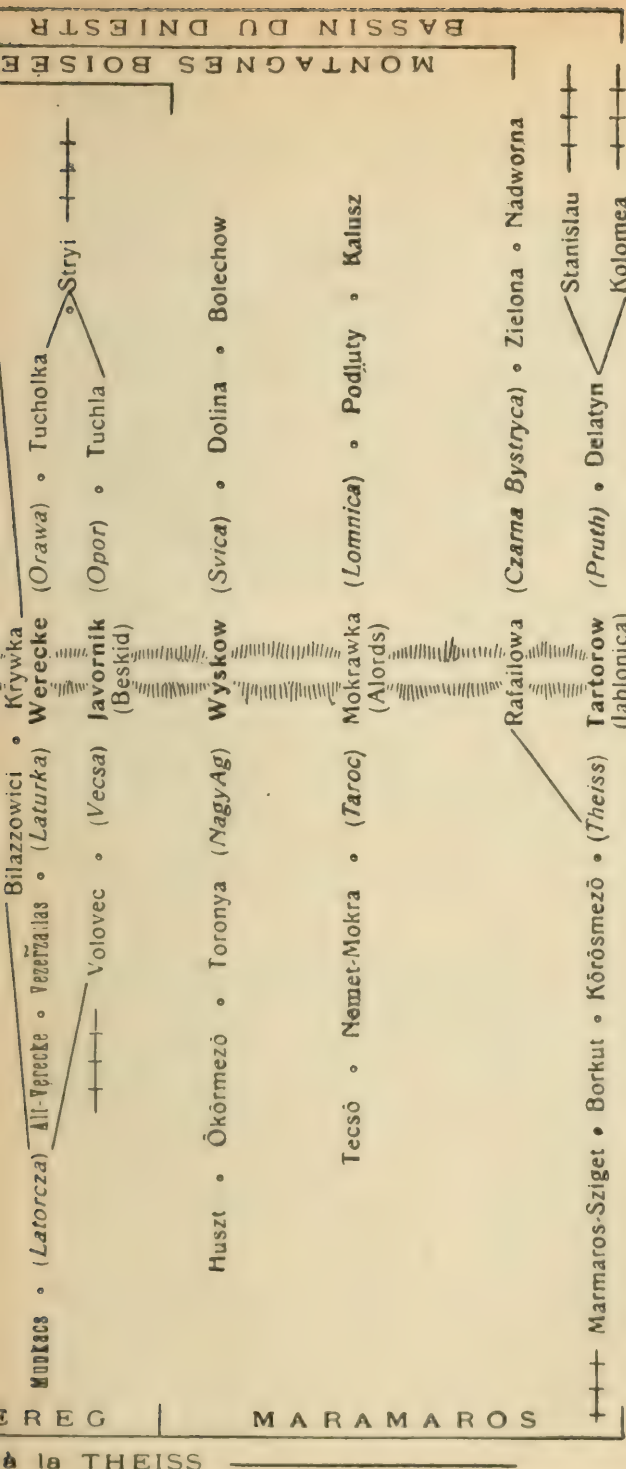 BASSIN DU DNIESTR
MONTAGNES BOISÉE
Bilazzowici • Krywka
Munkacs • (Latorcza) Alt-Verecke • Vezerzallas • (Laturka) Werecke (Orawa) • Tucholka
Stryi
Volovec • (Vecsa) Javornik (Opor) • Tuchla
(Beskid)
Huszt • Ökörmezö • Toronya (NagyAg) Wyskow (Svica) • Dolina • Bolechow
Tecsö • Nemet-Mokra • (Taroc) Mokrawka (Lomnica) • Podluty • Kalusz
(Alords)
Rafailowa (Czarna Bystryca) • Zielona • Nadworna
Stanislau
Marmaros-Sziget • Borkut • Körösmezö • (Theiss) Tartorow (Pruth) • Delatyn
(Jablonica)
Kolomea
EREG
MARAMAROS
à la THEISS